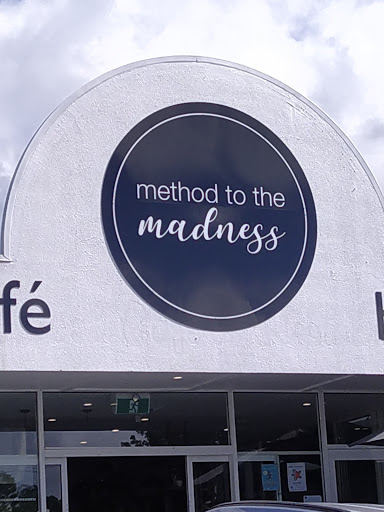 method to the
madness
fé